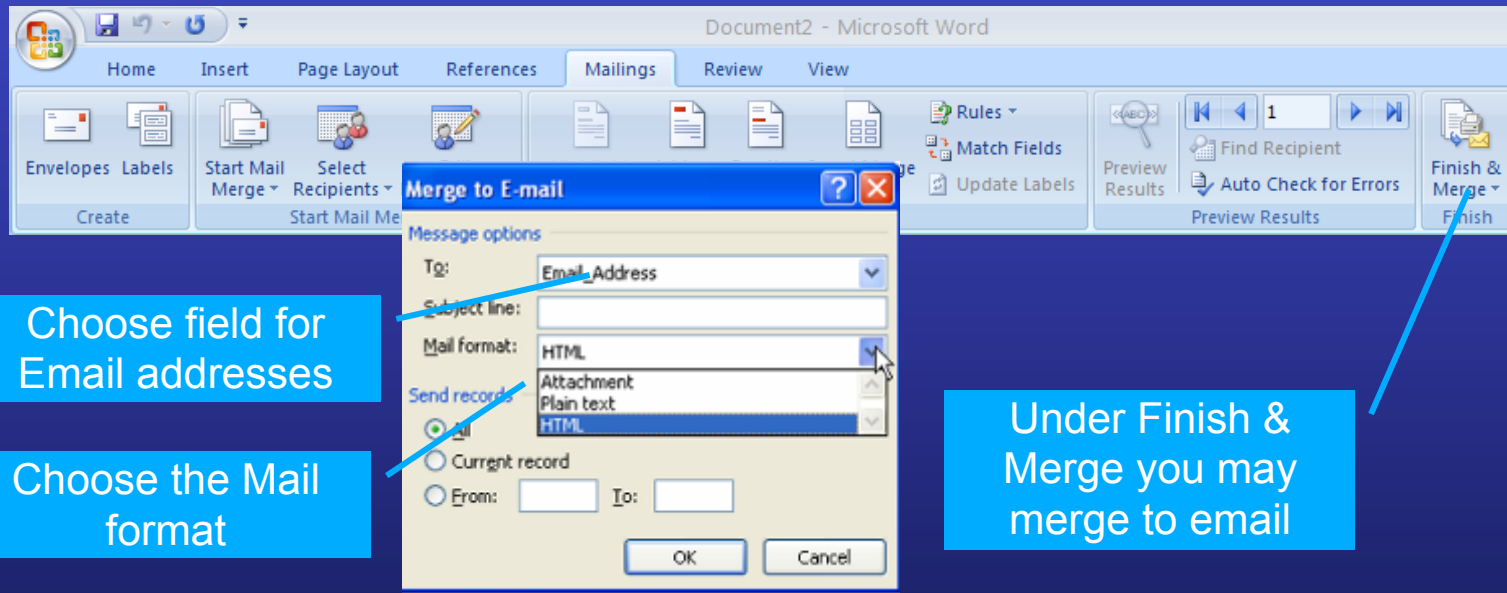 Document2 - Microsoft Word
Home Insert Page Layout References Mailings Review View
Envelopes Labels
Start Mail Merge Select Recipients
Rules
Match Fields
Update Labels
Preview Results
«ABC»
1
Find Recipient
Auto Check for Errors
Finish & Merge
Create
Start Mail Me
Preview Results
Finish
Merge to E-mail
Message options
To: Email_Address
Subject line:
Mail format: HTML
Attachment
Plain text
HTML
Send records
All
Current record
From: To:
OK Cancel
Choose field for
Email addresses
Choose the Mail
format
Under Finish &
Merge you may
merge to email